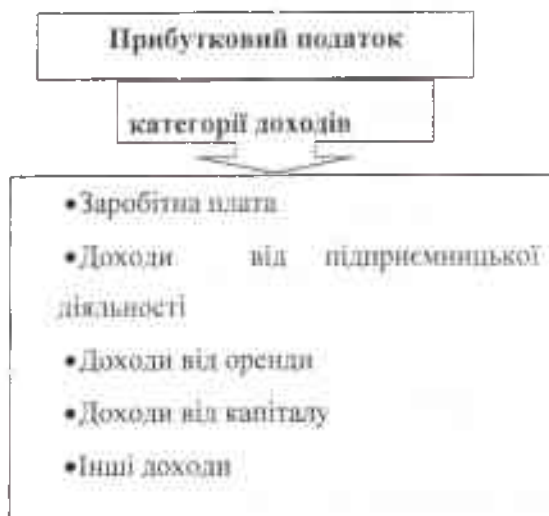 Прибутковий податок
категорії доходів
•Заробітна плата
•Доходи від підприємницької
діяльності
•Доходи від оренди
•Доходи від капіталу
•Інші доходи